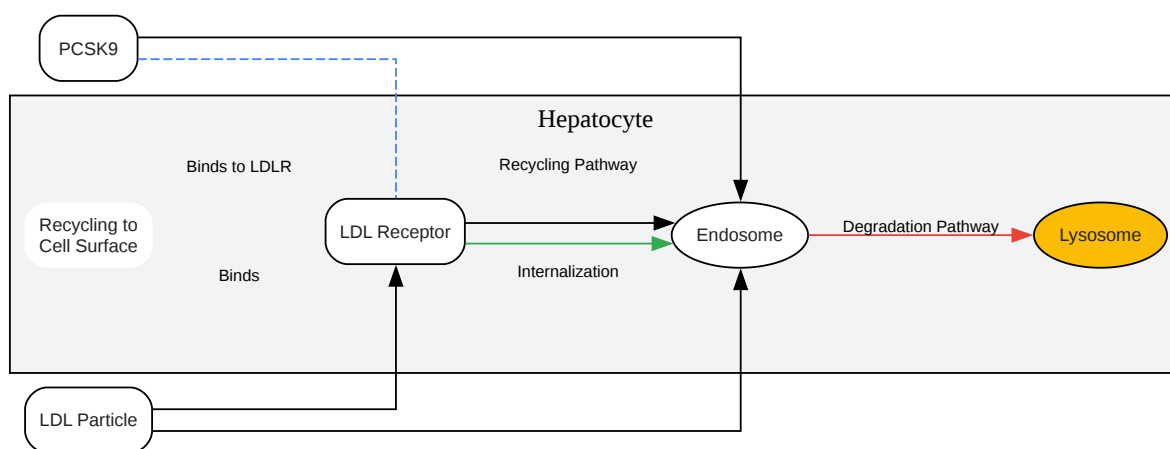 PCSK9
Hepatocyte
Binds to LDLR
Recycling Pathway
Recycling to
Cell Surface
LDL Receptor
Endosome
Degradation Pathway
Lysosome
Binds
Internalization
LDL Particle